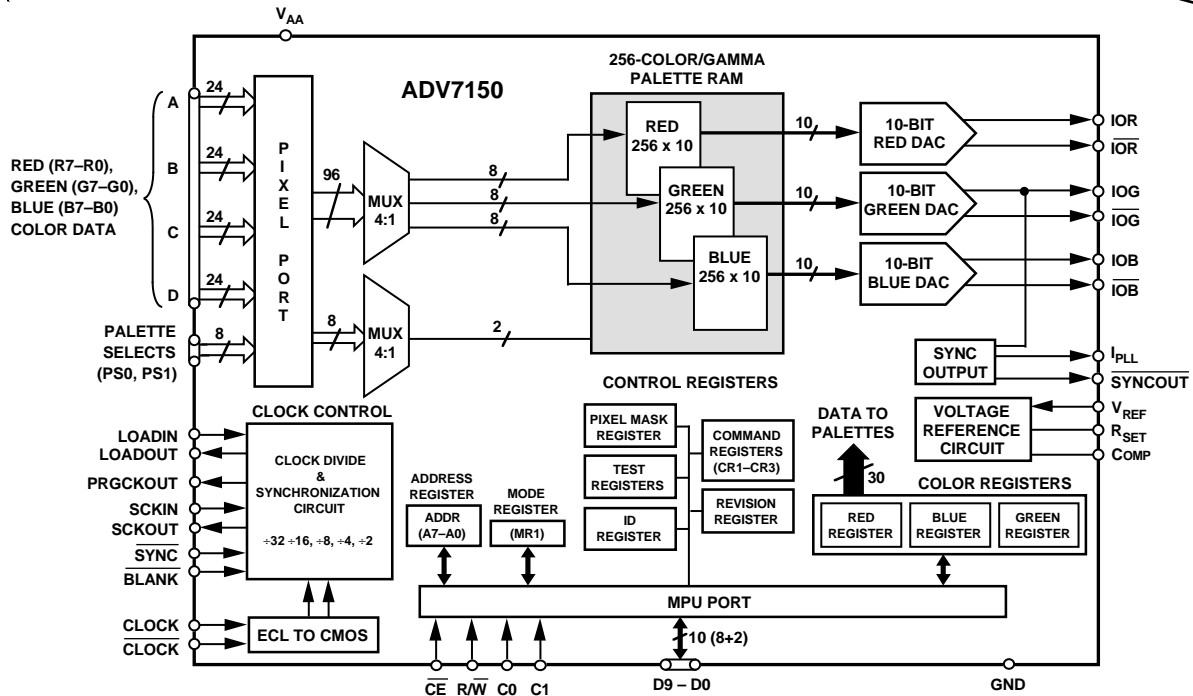 V_AA
256-COLOR/GAMMA
PALETTE RAM
ADV7150
A
24
B
24
C
24
D
24
RED (R7–R0),
GREEN (G7–G0),
BLUE (B7–B0)
COLOR DATA
PALETTE
SELECTS
(PS0, PS1)
8
PIXEL PORT
96
8
MUX
4:1
MUX
4:1
8
8
8
2
RED
256 x 10
GREEN
256 x 10
BLUE
256 x 10
10
10
10
10-BIT
RED DAC
10-BIT
GREEN DAC
10-BIT
BLUE DAC
IOR
IOR
IOG
IOG
IOB
IOB
SYNC
OUTPUT
I_PLL
SYNCOUT
VOLTAGE
REFERENCE
CIRCUIT
V_REF
R_SET
COMP
CLOCK CONTROL
CLOCK DIVIDE
&
SYNCHRONIZATION
CIRCUIT
÷32 ÷16, ÷8, ÷4, ÷2
LOADIN
LOADOUT
PRGCKOUT
SCKIN
SCKOUT
SYNC
BLANK
CLOCK
CLOCK
ECL TO CMOS
CONTROL REGISTERS
PIXEL MASK
REGISTER
TEST
REGISTERS
ID
REGISTER
COMMAND
REGISTERS
(CR1–CR3)
REVISION
REGISTER
ADDRESS
REGISTER
ADDR
(A7–A0)
MODE
REGISTER
(MR1)
DATA TO
PALETTES
30
COLOR REGISTERS
RED
REGISTER
BLUE
REGISTER
GREEN
REGISTER
MPU PORT
10 (8+2)
CE
R/W
C0
C1
D9 – D0
GND